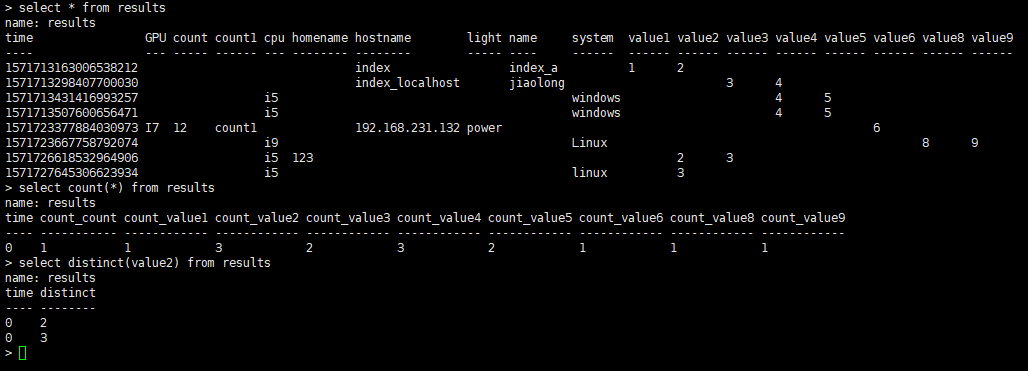 > select * from results
name: results
time                GPU count count1 cpu homename hostname        light name     system  value1 value2 value3 value4 value5 value6 value8 value9
----                --- ----- ------ --- -------- --------        ----- ----     ------  ------ ------ ------ ------ ------ ------ ------ ------
1571713163006538212                               index                 index_a          1      2
1571713298407700030                               index_localhost       jiaolong                       3      4
1571713431416993257                  i5                                          windows                      4      5
1571713507600656471                  i5                                          windows                      4      5
1571723377884030973 I7  12    count1              192.168.231.132 power                                                     6
1571723667758792074                  i9                                          Linux                                             8      9
1571726618532964906                  i5  123                                                    2      3
1571727645306623934                  i5                                          linux          3
> select count(*) from results
name: results
time count_count count_value1 count_value2 count_value3 count_value4 count_value5 count_value6 count_value8 count_value9
---- ----------- ------------ ------------ ------------ ------------ ------------ ------------ ------------ ------------
0    1           1            3            2            3            2            1            1            1
> select distinct(value2) from results
name: results
time distinct
---- --------
0    2
0    3
>